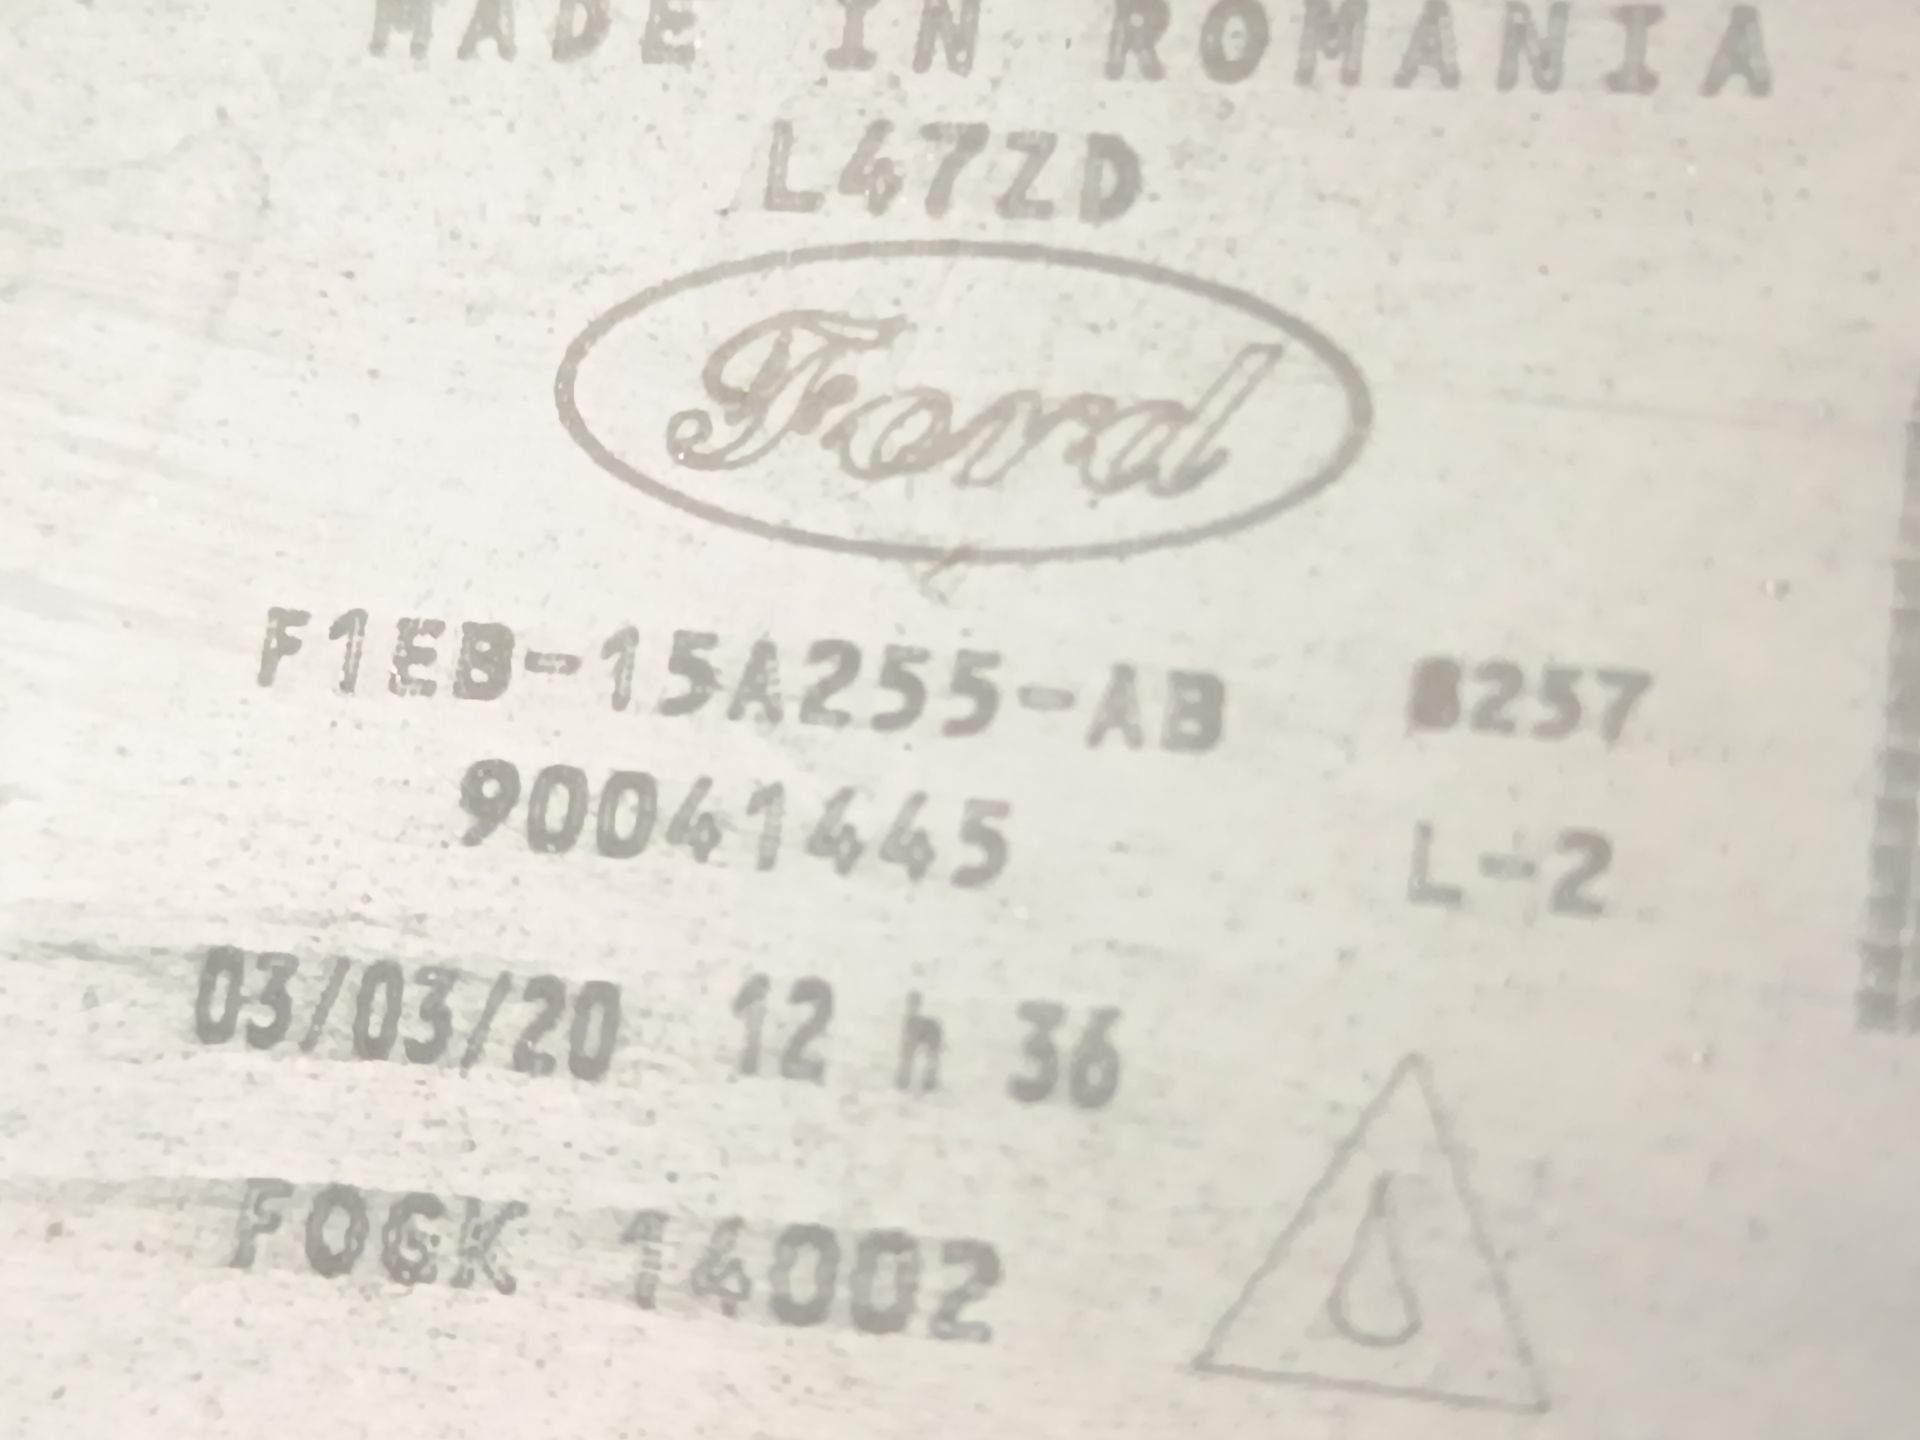 MADE IN ROMANIA
L47ZD
Ford
F1EB-15A255-AB
90041445 L-2
03/03/20 12 h 36
FOGK 14002